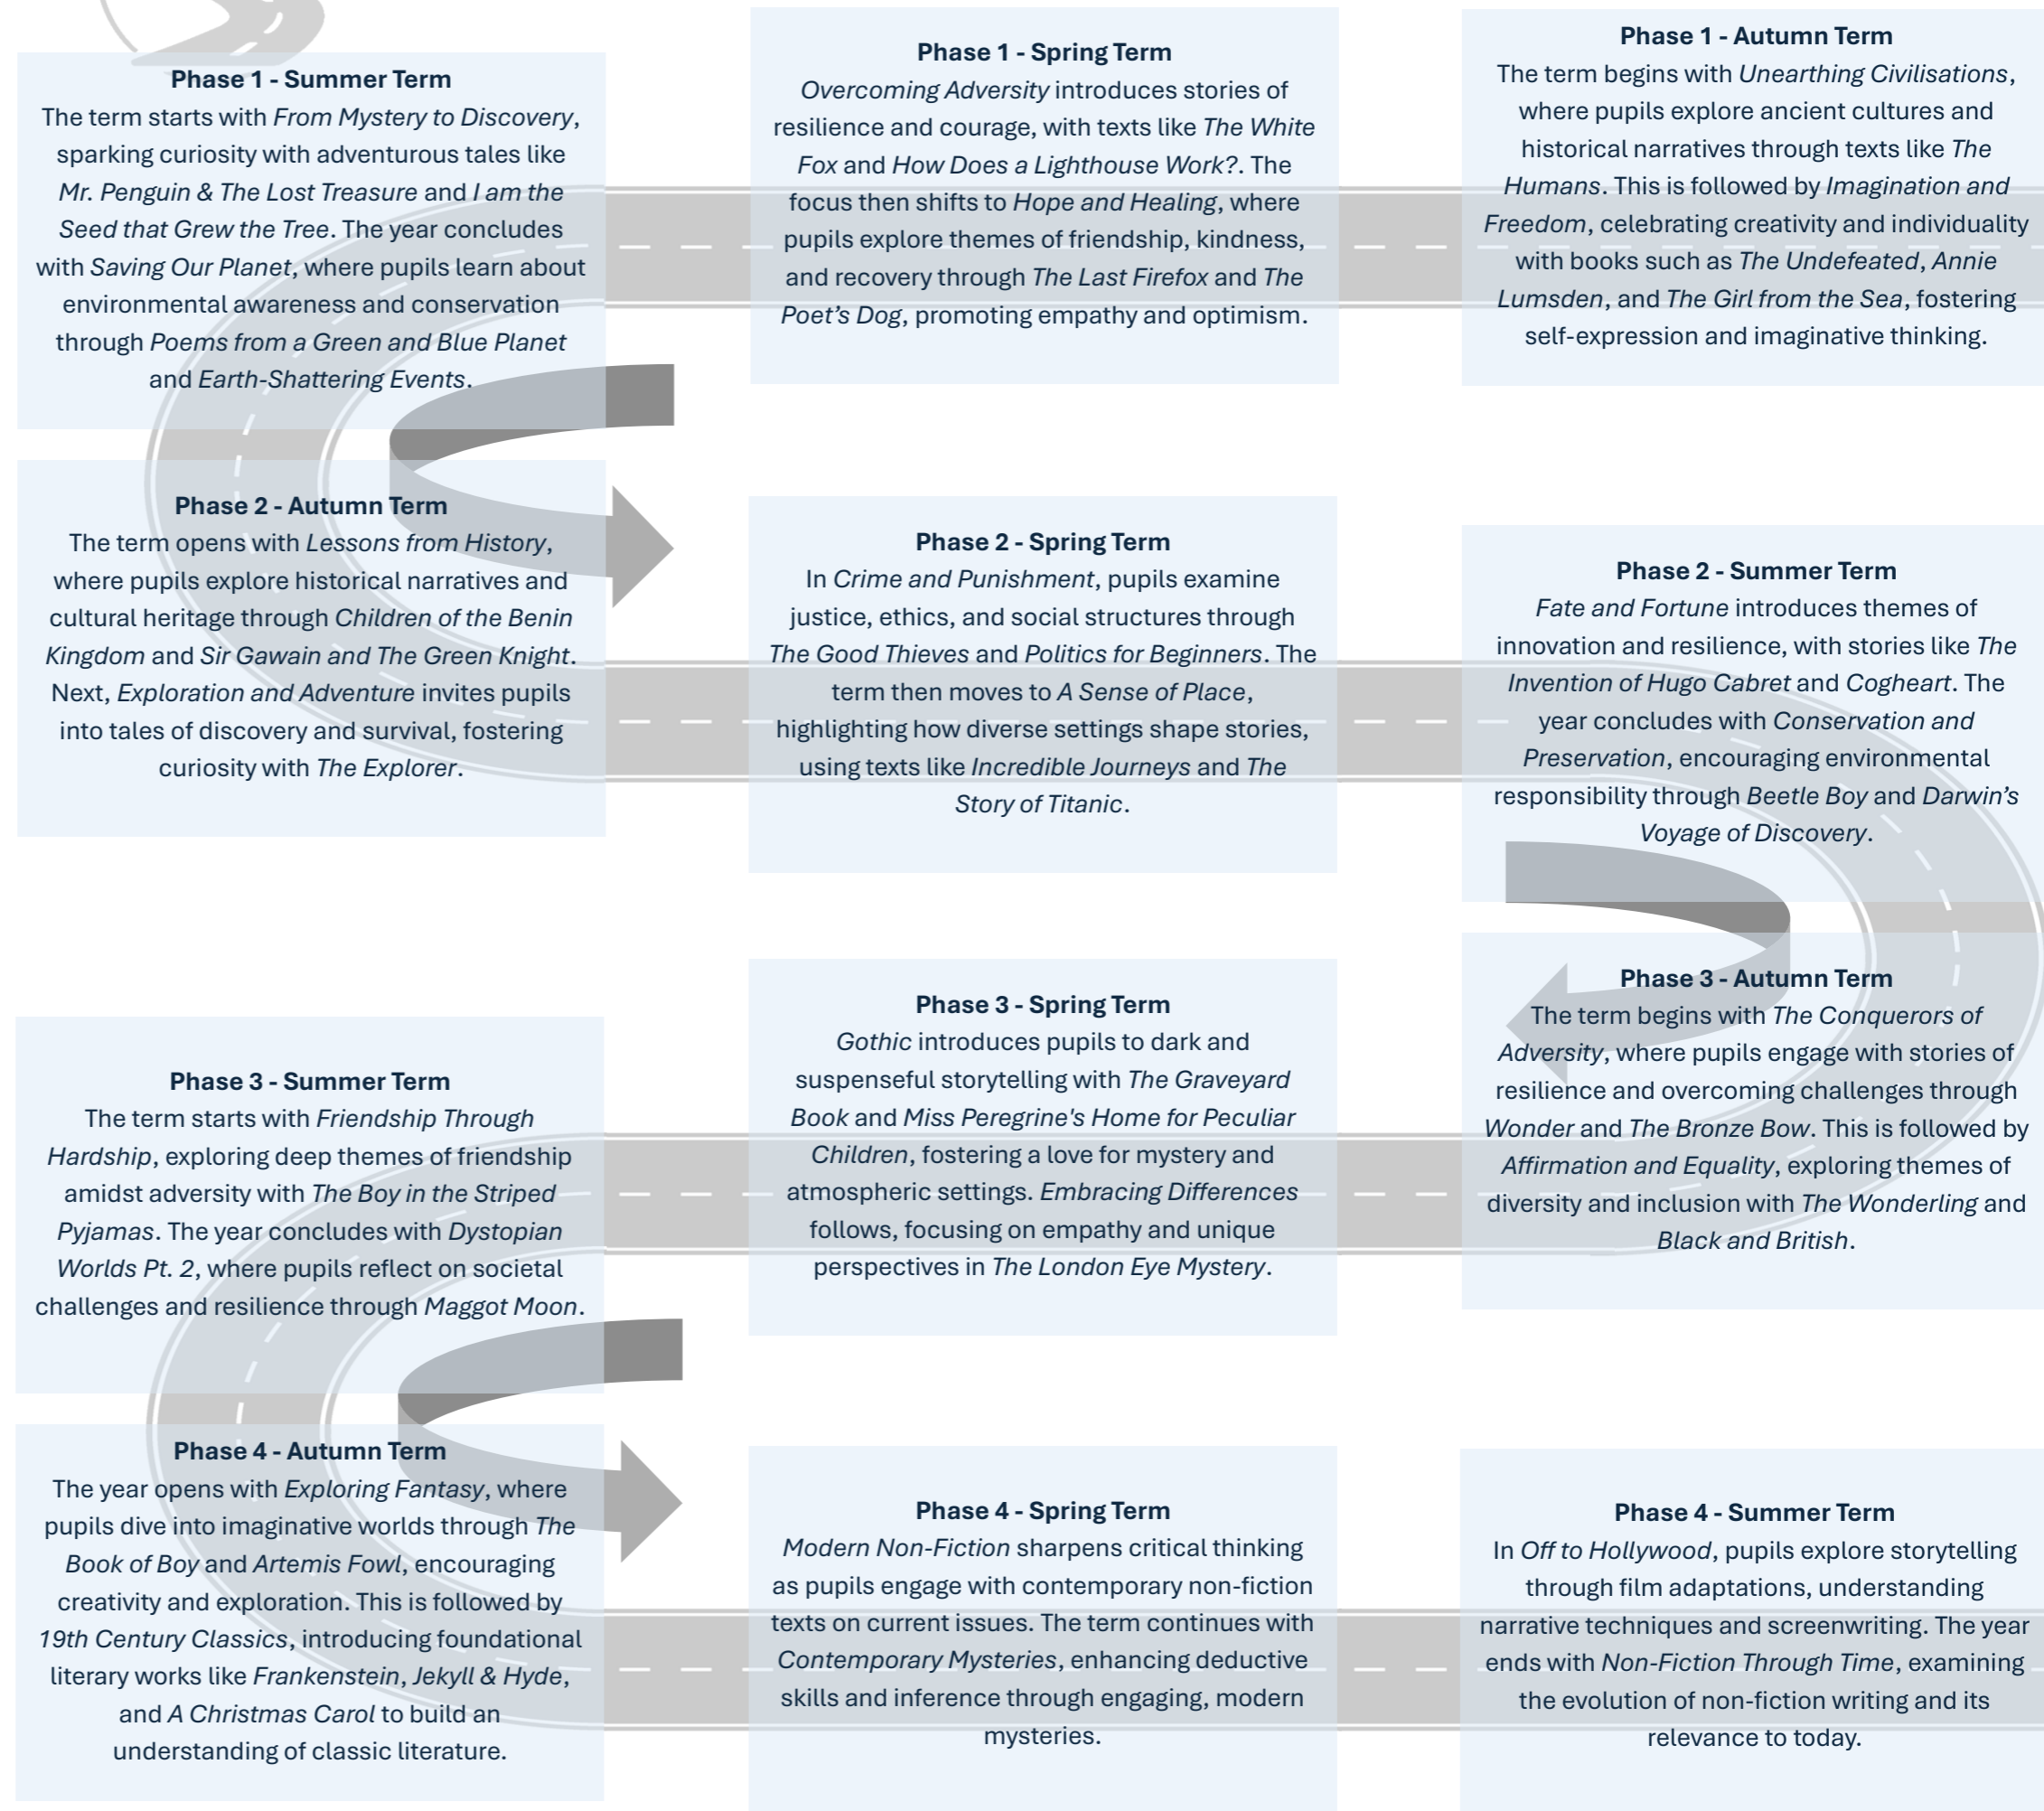 Phase 1 - Summer Term
The term starts with From Mystery to Discovery,
sparking curiosity with adventurous tales like
Mr. Penguin & The Lost Treasure and I am the
Seed that Grew the Tree. The year concludes
with Saving Our Planet, where pupils learn about
environmental awareness and conservation
through Poems from a Green and Blue Planet
and Earth-Shattering Events.
Phase 1 - Spring Term
Overcoming Adversity introduces stories of
resilience and courage, with texts like The White
Fox and How Does a Lighthouse Work?. The
focus then shifts to Hope and Healing, where
pupils explore themes of friendship, kindness,
and recovery through The Last Firefox and The
Poet’s Dog, promoting empathy and optimism.
Phase 1 - Autumn Term
The term begins with Unearthing Civilisations,
where pupils explore ancient cultures and
historical narratives through texts like The
Humans. This is followed by Imagination and
Freedom, celebrating creativity and individuality
with books such as The Undefeated, Annie
Lumsden, and The Girl from the Sea, fostering
self-expression and imaginative thinking.
Phase 2 - Autumn Term
The term opens with Lessons from History,
where pupils explore historical narratives and
cultural heritage through Children of the Benin
Kingdom and Sir Gawain and The Green Knight.
Next, Exploration and Adventure invites pupils
into tales of discovery and survival, fostering
curiosity with The Explorer.
Phase 2 - Spring Term
In Crime and Punishment, pupils examine
justice, ethics, and social structures through
The Good Thieves and Politics for Beginners. The
term then moves to A Sense of Place,
highlighting how diverse settings shape stories,
using texts like Incredible Journeys and The
Story of Titanic.
Phase 2 - Summer Term
Fate and Fortune introduces themes of
innovation and resilience, with stories like The
Invention of Hugo Cabret and Cogheart. The
year concludes with Conservation and
Preservation, encouraging environmental
responsibility through Beetle Boy and Darwin’s
Voyage of Discovery.
Phase 3 - Summer Term
The term starts with Friendship Through
Hardship, exploring deep themes of friendship
amidst adversity with The Boy in the Striped
Pyjamas. The year concludes with Dystopian
Worlds Pt. 2, where pupils reflect on societal
challenges and resilience through Maggot Moon.
Phase 3 - Spring Term
Gothic introduces pupils to dark and
suspenseful storytelling with The Graveyard
Book and Miss Peregrine's Home for Peculiar
Children, fostering a love for mystery and
atmospheric settings. Embracing Differences
follows, focusing on empathy and unique
perspectives in The London Eye Mystery.
Phase 3 - Autumn Term
The term begins with The Conquerors of
Adversity, where pupils engage with stories of
resilience and overcoming challenges through
Wonder and The Bronze Bow. This is followed by
Affirmation and Equality, exploring themes of
diversity and inclusion with The Wonderling and
Black and British.
Phase 4 - Autumn Term
The year opens with Exploring Fantasy, where
pupils dive into imaginative worlds through The
Book of Boy and Artemis Fowl, encouraging
creativity and exploration. This is followed by
19th Century Classics, introducing foundational
literary works like Frankenstein, Jekyll & Hyde,
and A Christmas Carol to build an
understanding of classic literature.
Phase 4 - Spring Term
Modern Non-Fiction sharpens critical thinking
as pupils engage with contemporary non-fiction
texts on current issues. The term continues with
Contemporary Mysteries, enhancing deductive
skills and inference through engaging, modern
mysteries.
Phase 4 - Summer Term
In Off to Hollywood, pupils explore storytelling
through film adaptations, understanding
narrative techniques and screenwriting. The year
ends with Non-Fiction Through Time, examining
the evolution of non-fiction writing and its
relevance to today.